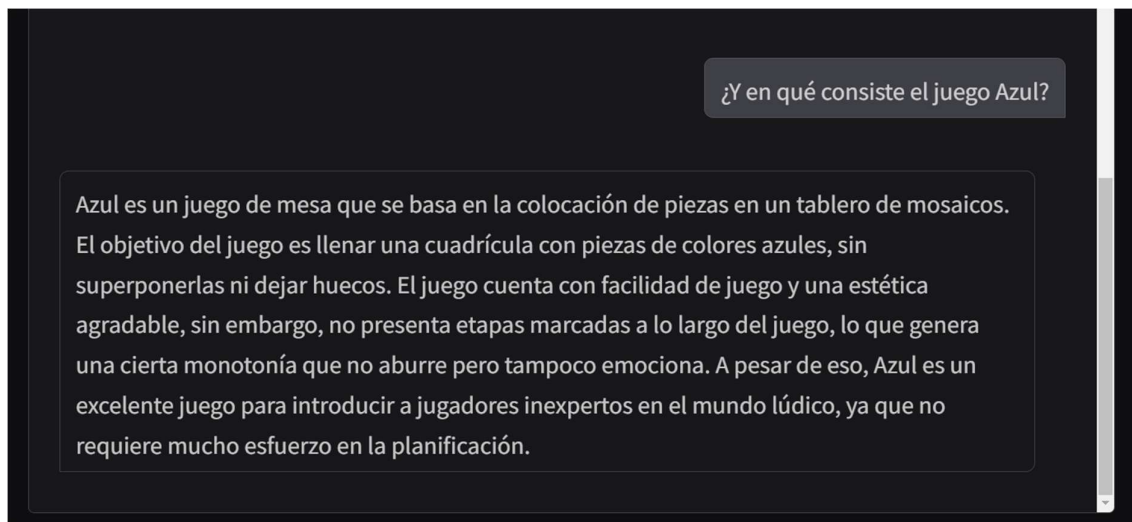 ¿Y en qué consiste el juego Azul?
Azul es un juego de mesa que se basa en la colocación de piezas en un tablero de mosaicos.
El objetivo del juego es llenar una cuadrícula con piezas de colores azules, sin
superponerlas ni dejar huecos. El juego cuenta con facilidad de juego y una estética
agradable, sin embargo, no presenta etapas marcadas a lo largo del juego, lo que genera
una cierta monotonía que no aburre pero tampoco emociona. A pesar de eso, Azul es un
excelente juego para introducir a jugadores inexpertos en el mundo lúdico, ya que no
requiere mucho esfuerzo en la planificación.